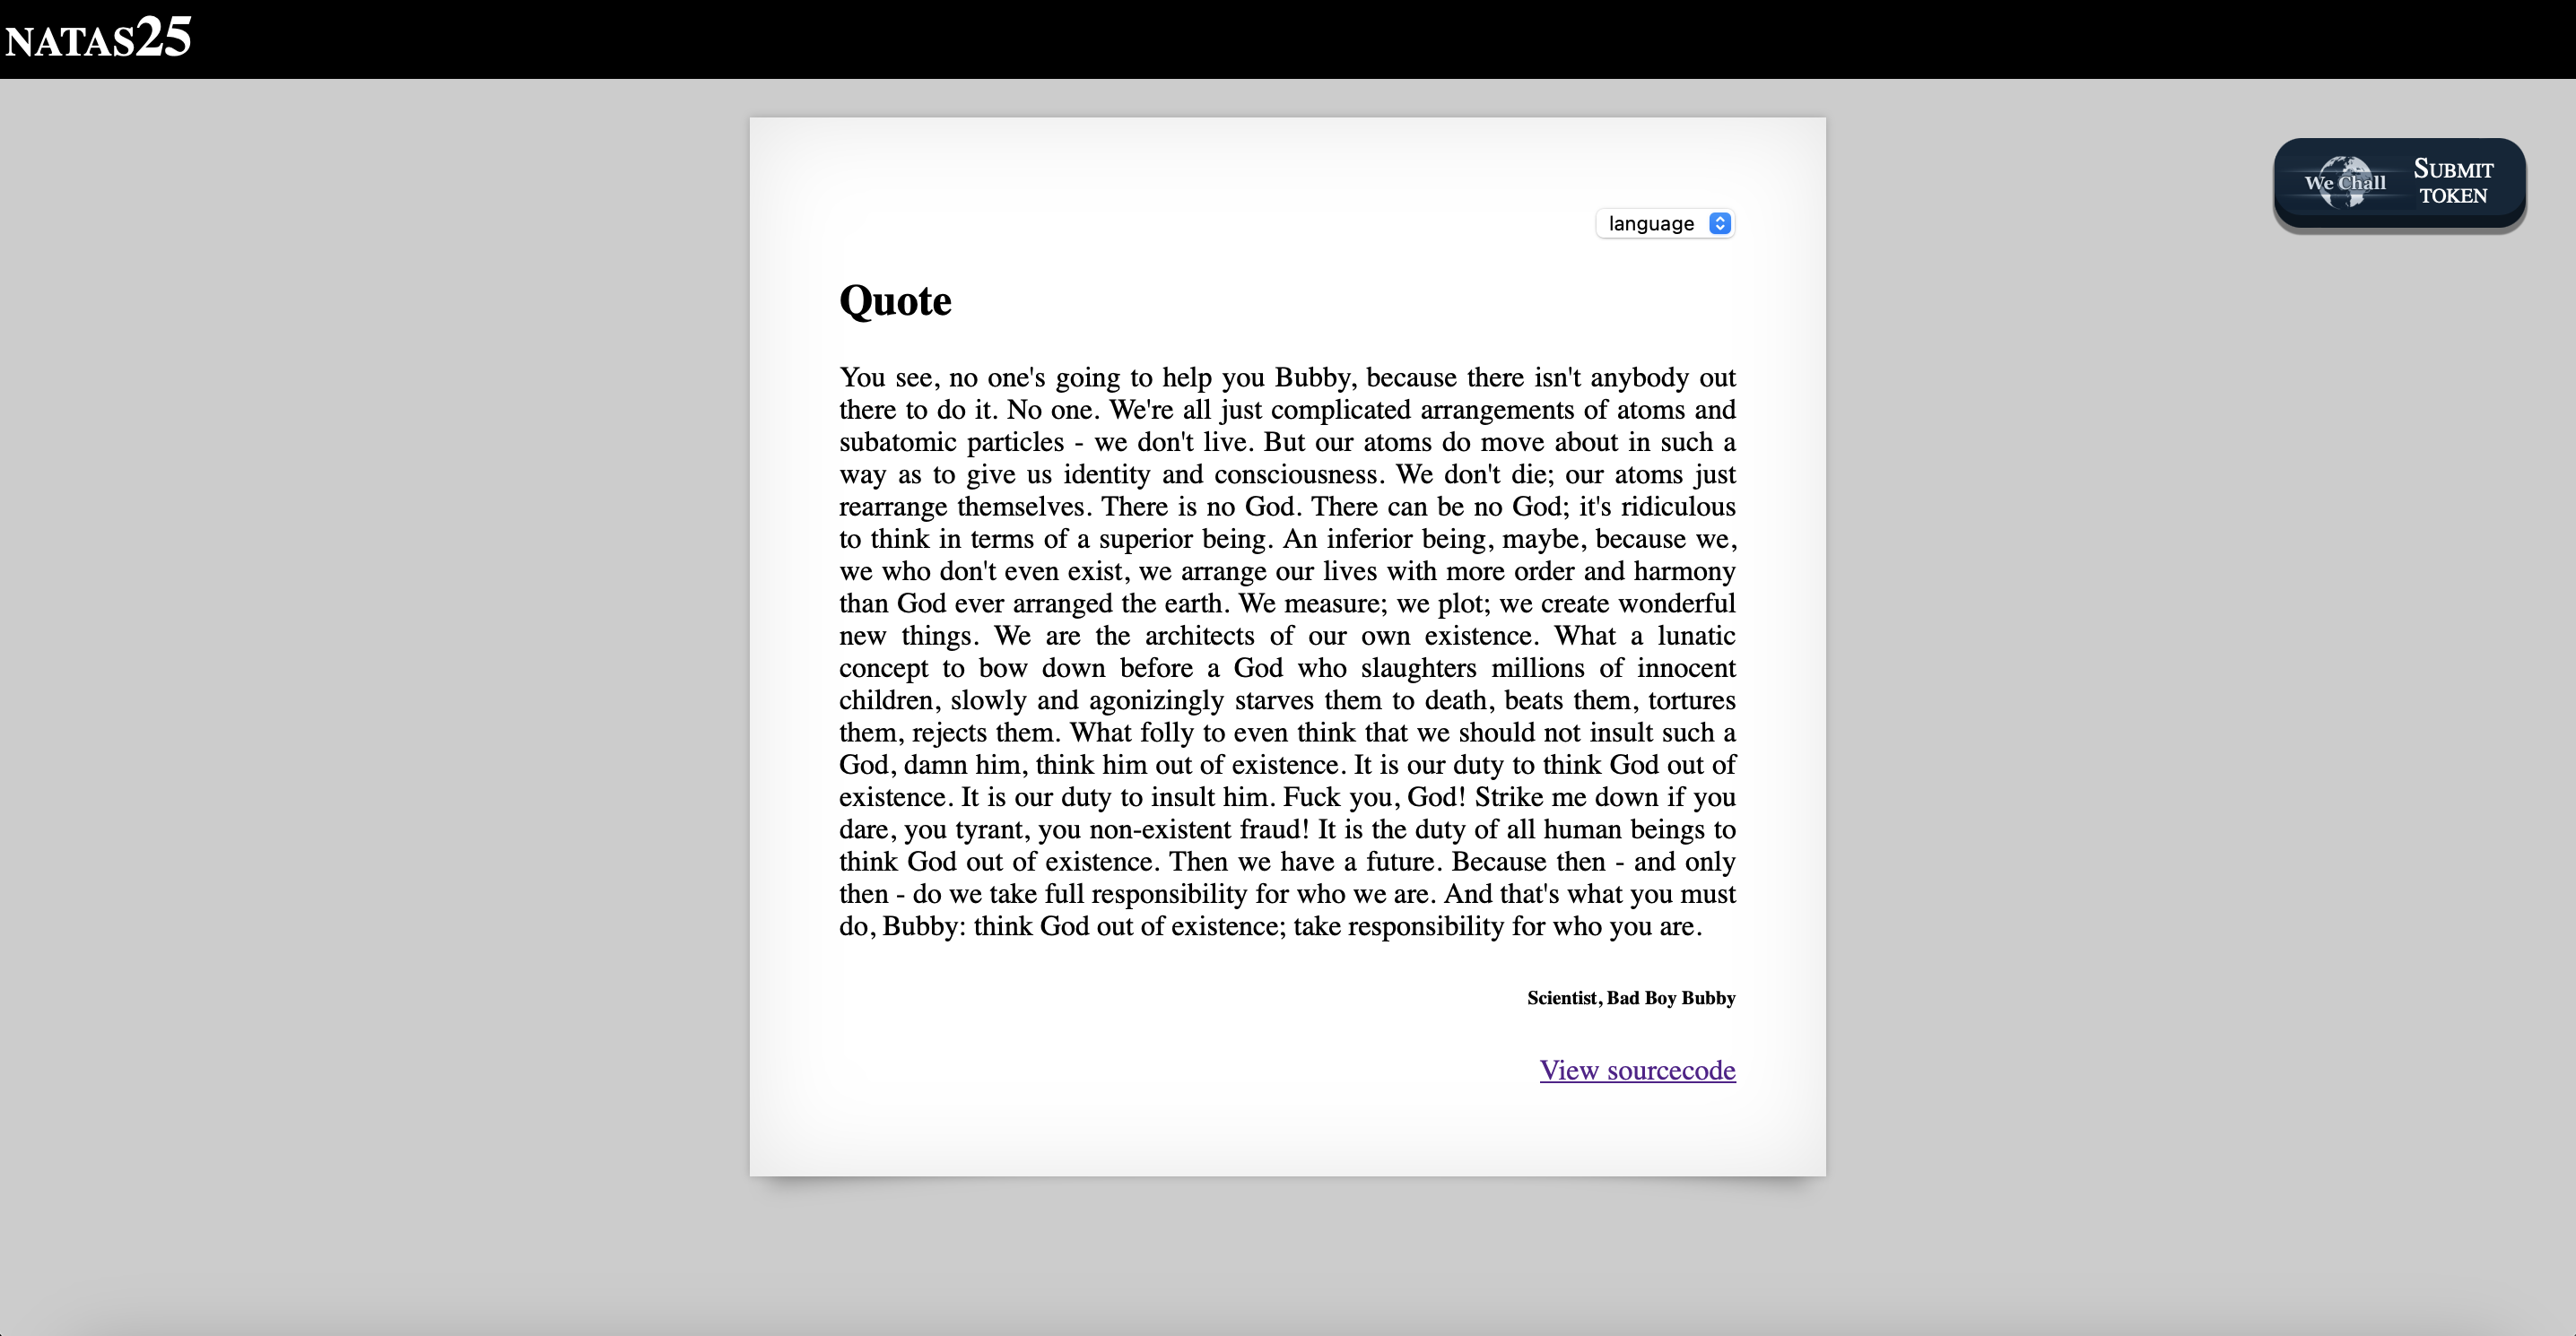 NATAS25
We Chall
SUBMIT
TOKEN
language
Quote
You see, no one's going to help you Bubby, because there isn't anybody out
there to do it. No one. We're all just complicated arrangements of atoms and
subatomic particles - we don't live. But our atoms do move about in such a
way as to give us identity and consciousness. We don't die; our atoms just
rearrange themselves. There is no God. There can be no God; it's ridiculous
to think in terms of a superior being. An inferior being, maybe, because we,
we who don't even exist, we arrange our lives with more order and harmony
than God ever arranged the earth. We measure; we plot; we create wonderful
new things. We are the architects of our own existence. What a lunatic
concept to bow down before a God who slaughters millions of innocent
children, slowly and agonizingly starves them to death, beats them, tortures
them, rejects them. What folly to even think that we should not insult such a
God, damn him, think him out of existence. It is our duty to think God out of
existence. It is our duty to insult him. Fuck you, God! Strike me down if you
dare, you tyrant, you non-existent fraud! It is the duty of all human beings to
think God out of existence. Then we have a future. Because then - and only
then - do we take full responsibility for who we are. And that's what you must
do, Bubby: think God out of existence; take responsibility for who you are.
Scientist, Bad Boy Bubby
View sourcecode